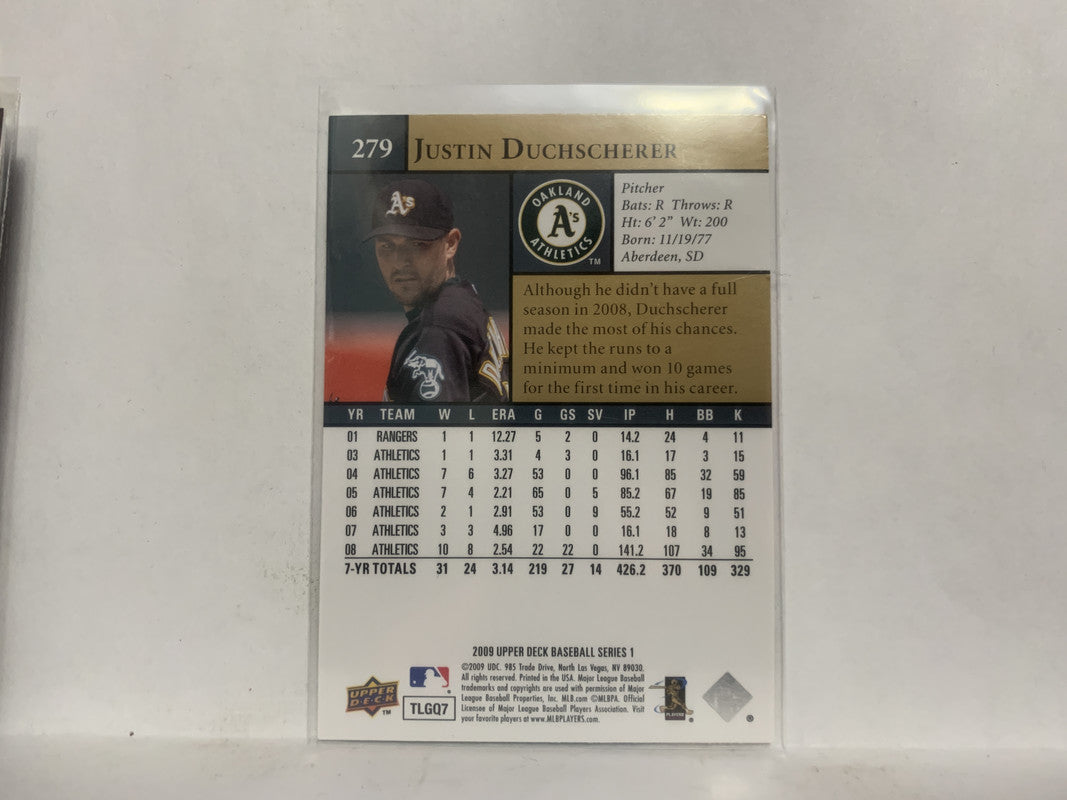 279 JUSTIN DUCHSCHERER
A's
OAKLAND
A's
ATHLETICS
TM
Pitcher
Bats: R Throws: R
Ht: 6' 2" Wt: 200
Born: 11/19/77
Aberdeen, SD
Although he didn't have a full
season in 2008, Duchscherer
made the most of his chances.
He kept the runs to a
minimum and won 10 games
for the first time in his career.
YR TEAM W L ERA G GS SV IP H BB K
01 RANGERS 1 1 12.27 5 2 0 14.2 24 4 11
03 ATHLETICS 1 1 3.31 4 3 0 16.1 17 3 15
04 ATHLETICS 7 6 3.27 53 0 0 96.1 85 32 59
05 ATHLETICS 7 4 2.21 65 0 5 85.2 67 19 85
06 ATHLETICS 2 1 2.91 53 0 9 55.2 52 9 51
07 ATHLETICS 3 3 4.96 17 0 0 16.1 18 8 13
08 ATHLETICS 10 8 2.54 22 22 0 141.2 107 34 95
7-YR TOTALS 31 24 3.14 219 27 14 426.2 370 109 329
2009 UPPER DECK BASEBALL SERIES 1
©2009 UDC. 985 Trade Drive, North Las Vegas, NV 89030.
All rights reserved. Printed in the USA. Major League Baseball
trademarks and copyrights are used with permission of Major
League Baseball Properties, Inc. MLB.com ©MLBPA. Official
Licensee of Major League Baseball Players Association. Visit
your favorite players at www.MLBPLAYERS.com.
UPPER
DECK
TM
TLGQ7
PLAYERS
®